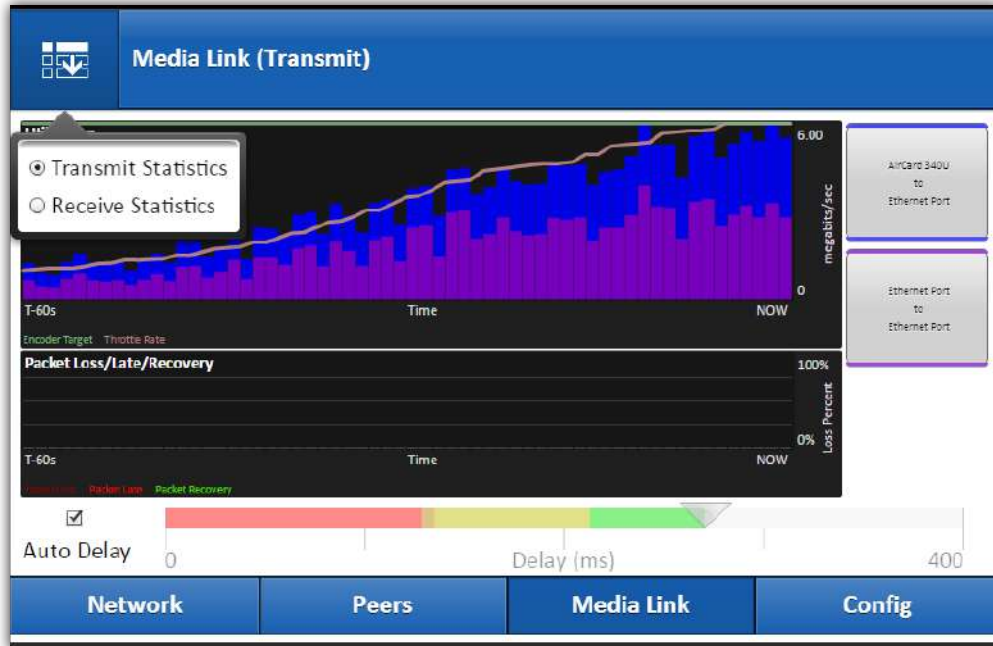 Media Link (Transmit)
Transmit Statistics
Receive Statistics
6.00
megabits/sec
0
T-60s
Time
NOW
Encoder Target Throttle Rate
AirCard 340U
to
Ethernet Port
Ethernet Port
to
Ethernet Port
Packet Loss/Late/Recovery
100%
Loss Percent
0%
T-60s
Time
NOW
Packet Late Packet Recovery
Auto Delay
0
Delay (ms)
400
Network
Peers
Media Link
Config